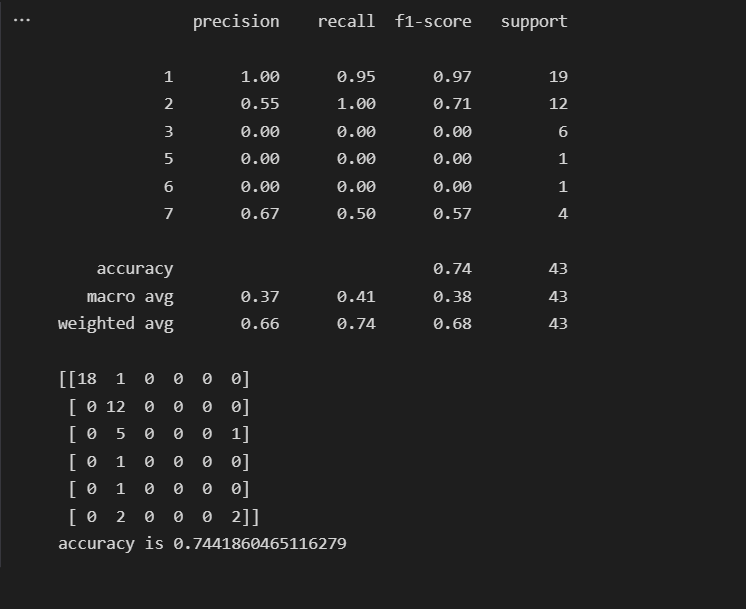 ...
              precision    recall  f1-score   support

           1       1.00      0.95      0.97        19
           2       0.55      1.00      0.71        12
           3       0.00      0.00      0.00         6
           5       0.00      0.00      0.00         1
           6       0.00      0.00      0.00         1
           7       0.67      0.50      0.57         4

    accuracy                           0.74        43
   macro avg       0.37      0.41      0.38        43
weighted avg       0.66      0.74      0.68        43

[[18  1  0  0  0  0]
 [ 0 12  0  0  0  0]
 [ 0  5  0  0  0  1]
 [ 0  1  0  0  0  0]
 [ 0  1  0  0  0  0]
 [ 0  2  0  0  0  2]]
accuracy is 0.7441860465116279